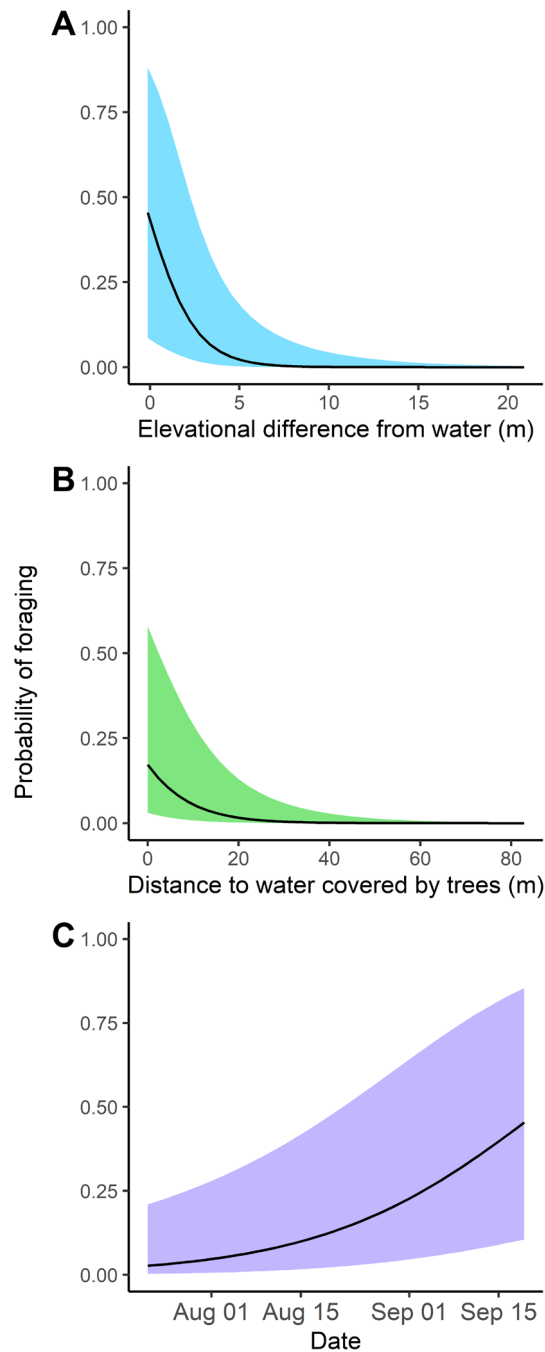 A
1.00
0.75
0.50
0.25
0.00
0 5 10 15 20
Elevational difference from water (m)
Probability of foraging
B
1.00
0.75
0.50
0.25
0.00
0 20 40 60 80
Distance to water covered by trees (m)
C
1.00
0.75
0.50
0.25
0.00
Aug 01 Aug 15 Sep 01 Sep 15
Date